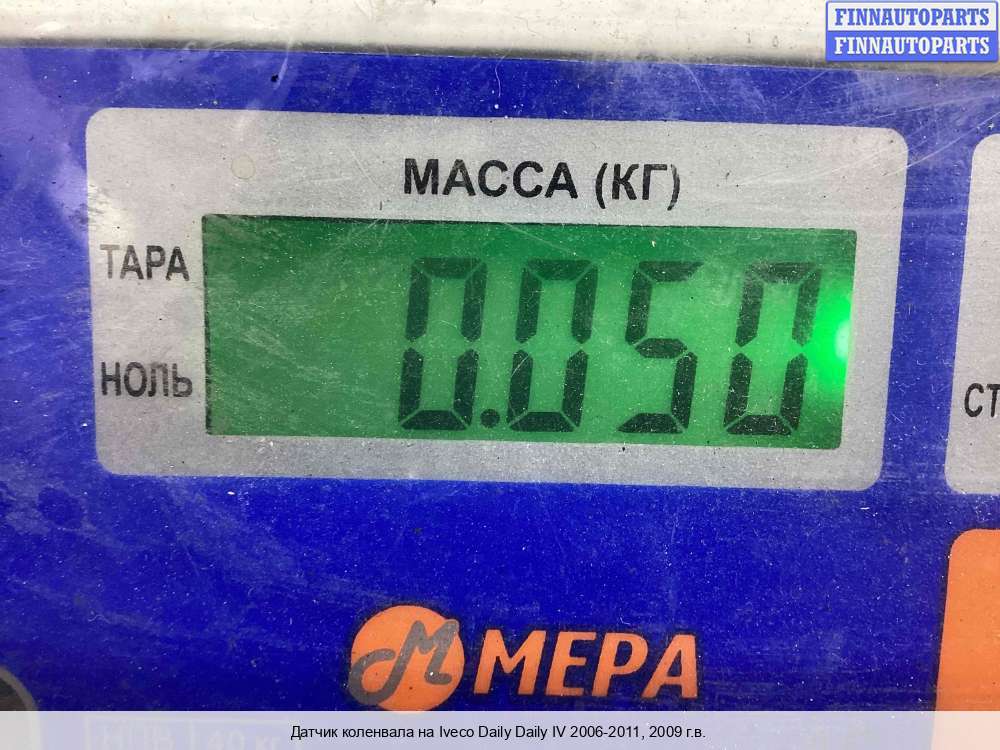 FINNAUTOPARTS
FINNAUTOPARTS
МАССА (КГ)
ТАРА
0.050
НОЛЬ
СТ
МЕРА
Датчик коленвала на Iveco Daily Daily IV 2006-2011, 2009 г.в.